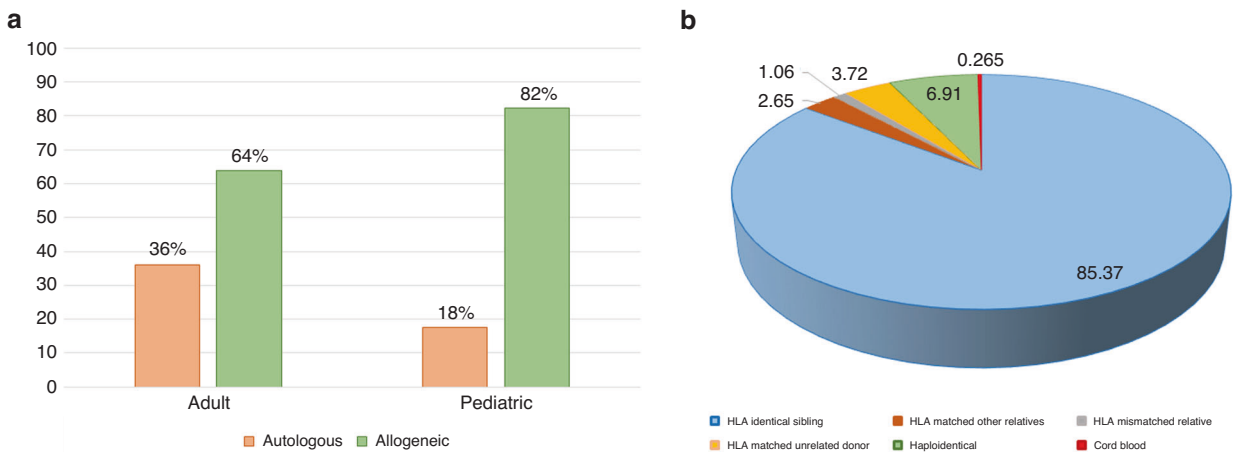 a
100
90
80
70
60
50
40
30
20
10
0
36%
64%
18%
82%
Adult
Pediatric
Autologous
Allogeneic
b
0.265
1.06
3.72
2.65
6.91
85.37
HLA identical sibling
HLA matched other relatives
HLA mismatched relative
HLA matched unrelated donor
Haploidentical
Cord blood